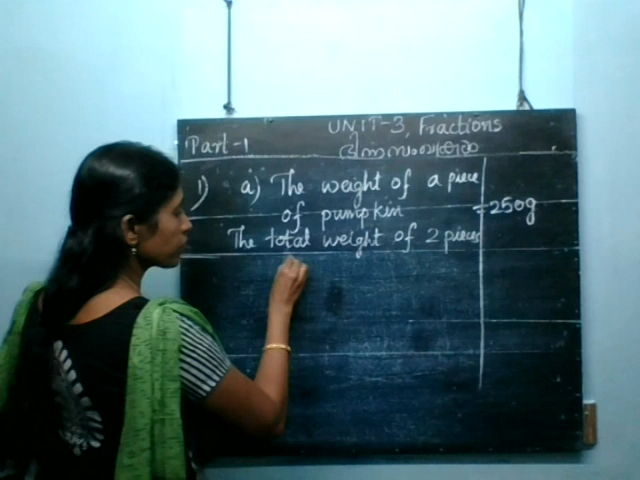 UNIT-3, Fractions
Part-1 ഭിന്നസംഖ്യകൾ
1) a) The weight of a piece
of pumpkin = 250g
The total weight of 2 pieces